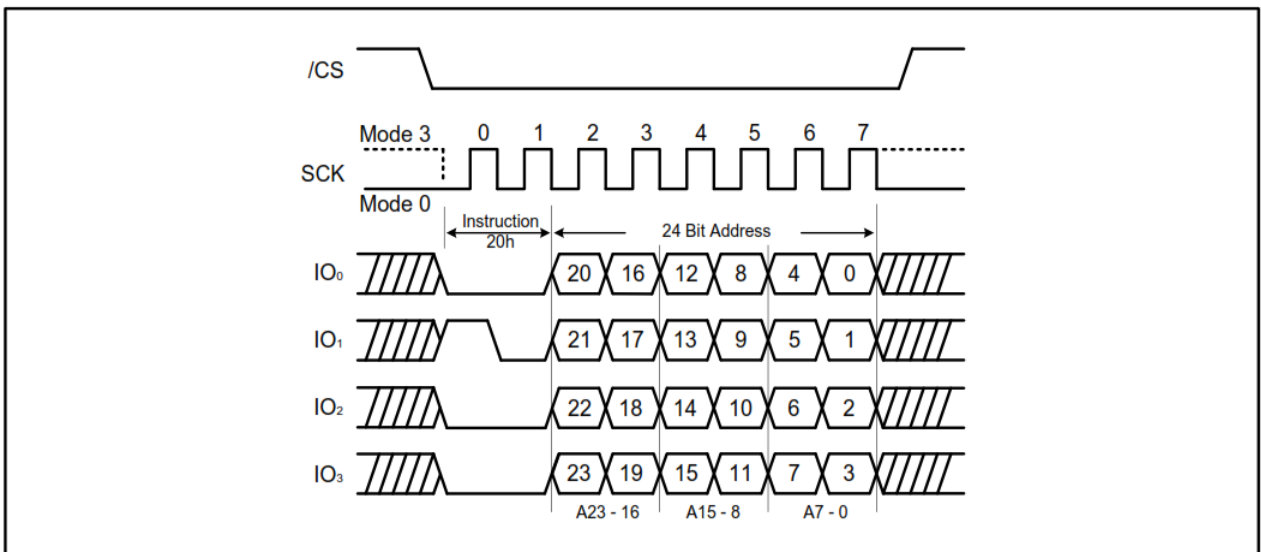 /CS
Mode 3 0 1 2 3 4 5 6 7
SCK
Mode 0
Instruction
20h
24 Bit Address
IO₀ 20 16 12 8 4 0
IO₁ 21 17 13 9 5 1
IO₂ 22 18 14 10 6 2
IO₃ 23 19 15 11 7 3
A23 - 16 A15 - 8 A7 - 0